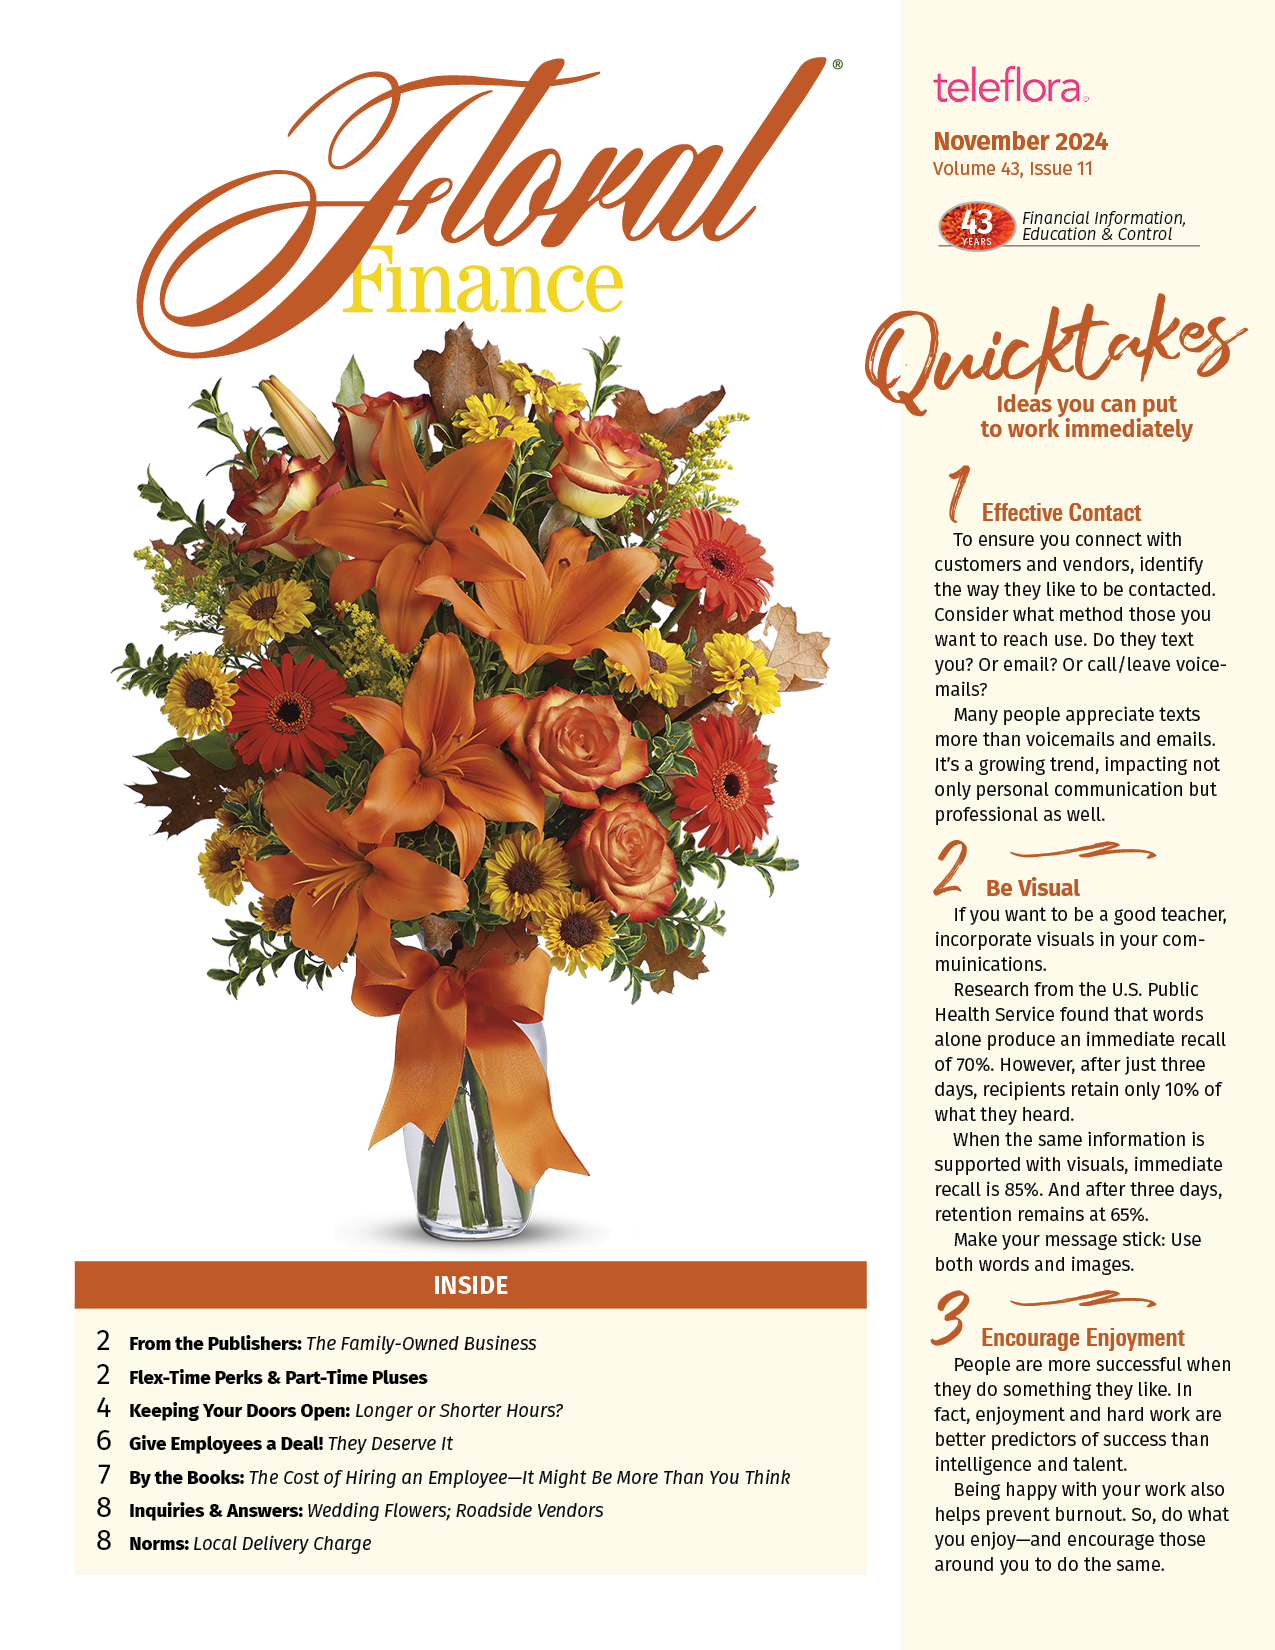 Floral
®
Finance
teleflora
November 2024
Volume 43, Issue 11
43
YEARS
Financial Information,
Education & Control
Quicktakes
Ideas you can put
to work immediately
1 Effective Contact
To ensure you connect with
customers and vendors, identify
the way they like to be contacted.
Consider what method those you
want to reach use. Do they text
you? Or email? Or call/leave voice-
mails?
Many people appreciate texts
more than voicemails and emails.
It's a growing trend, impacting not
only personal communication but
professional as well.
2 Be Visual
If you want to be a good teacher,
incorporate visuals in your com-
muinications.
Research from the U.S. Public
Health Service found that words
alone produce an immediate recall
of 70%. However, after just three
days, recipients retain only 10% of
what they heard.
When the same information is
supported with visuals, immediate
recall is 85%. And after three days,
retention remains at 65%.
Make your message stick: Use
both words and images.
3 Encourage Enjoyment
People are more successful when
they do something they like. In
fact, enjoyment and hard work are
better predictors of success than
intelligence and talent.
Being happy with your work also
helps prevent burnout. So, do what
you enjoy—and encourage those
around you to do the same.
INSIDE
2 From the Publishers: The Family-Owned Business
2 Flex-Time Perks & Part-Time Pluses
4 Keeping Your Doors Open: Longer or Shorter Hours?
6 Give Employees a Deal! They Deserve It
7 By the Books: The Cost of Hiring an Employee—It Might Be More Than You Think
8 Inquiries & Answers: Wedding Flowers; Roadside Vendors
8 Norms: Local Delivery Charge